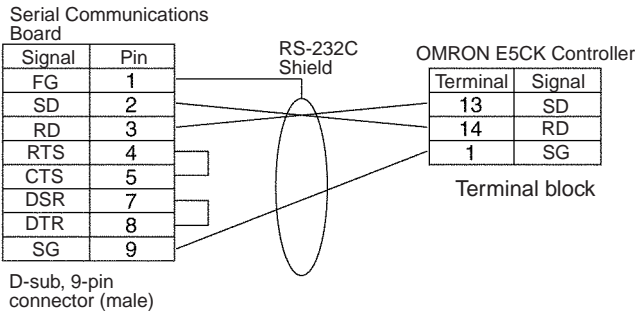 Serial Communications
Board
Signal Pin
FG 1
SD 2
RD 3
RTS 4
CTS 5
DSR 7
DTR 8
SG 9
D-sub, 9-pin
connector (male)
RS-232C
Shield
OMRON E5CK Controller
Terminal Signal
13 SD
14 RD
1 SG
Terminal block